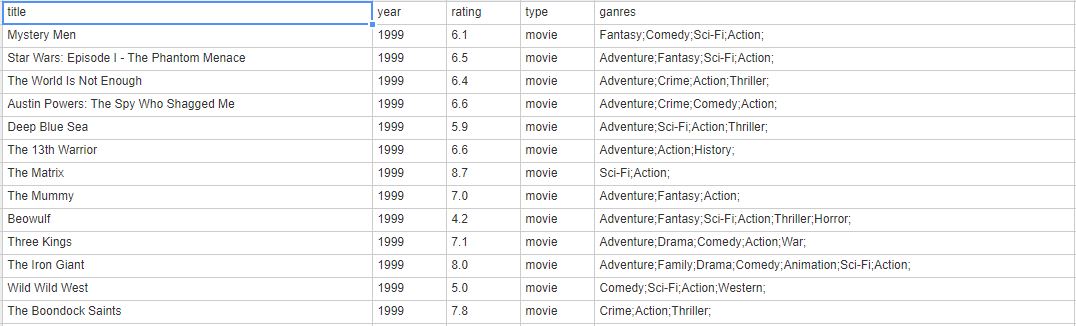 title year rating type genres
Mystery Men 1999 6.1 movie Fantasy;Comedy;Sci-Fi;Action;
Star Wars: Episode I - The Phantom Menace 1999 6.5 movie Adventure;Fantasy;Sci-Fi;Action;
The World Is Not Enough 1999 6.4 movie Adventure;Crime;Action;Thriller;
Austin Powers: The Spy Who Shagged Me 1999 6.6 movie Adventure;Crime;Comedy;Action;
Deep Blue Sea 1999 5.9 movie Adventure;Sci-Fi;Action;Thriller;
The 13th Warrior 1999 6.6 movie Adventure;Action;History;
The Matrix 1999 8.7 movie Sci-Fi;Action;
The Mummy 1999 7.0 movie Adventure;Fantasy;Action;
Beowulf 1999 4.2 movie Adventure;Fantasy;Sci-Fi;Action;Thriller;Horror;
Three Kings 1999 7.1 movie Adventure;Drama;Comedy;Action;War;
The Iron Giant 1999 8.0 movie Adventure;Family;Drama;Comedy;Animation;Sci-Fi;Action;
Wild Wild West 1999 5.0 movie Comedy;Sci-Fi;Action;Western;
The Boondock Saints 1999 7.8 movie Crime;Action;Thriller;